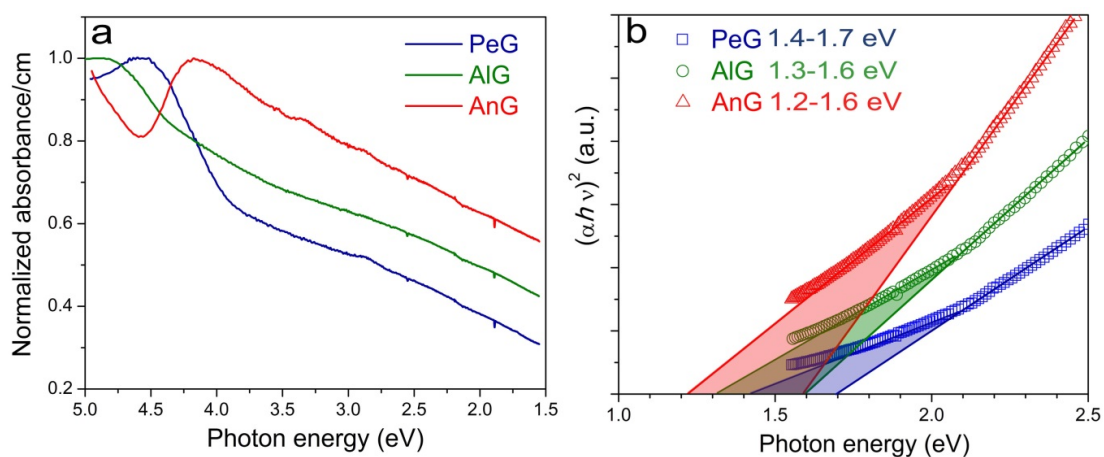 a
PeG
AlG
AnG
1.0
0.8
0.6
0.4
0.2
Normalized absorbance/cm
5.0 4.5 4.0 3.5 3.0 2.5 2.0 1.5
Photon energy (eV)
b
PeG 1.4-1.7 eV
AlG 1.3-1.6 eV
AnG 1.2-1.6 eV
(αhν)² (a.u.)
1.0 1.5 2.0 2.5
Photon energy (eV)